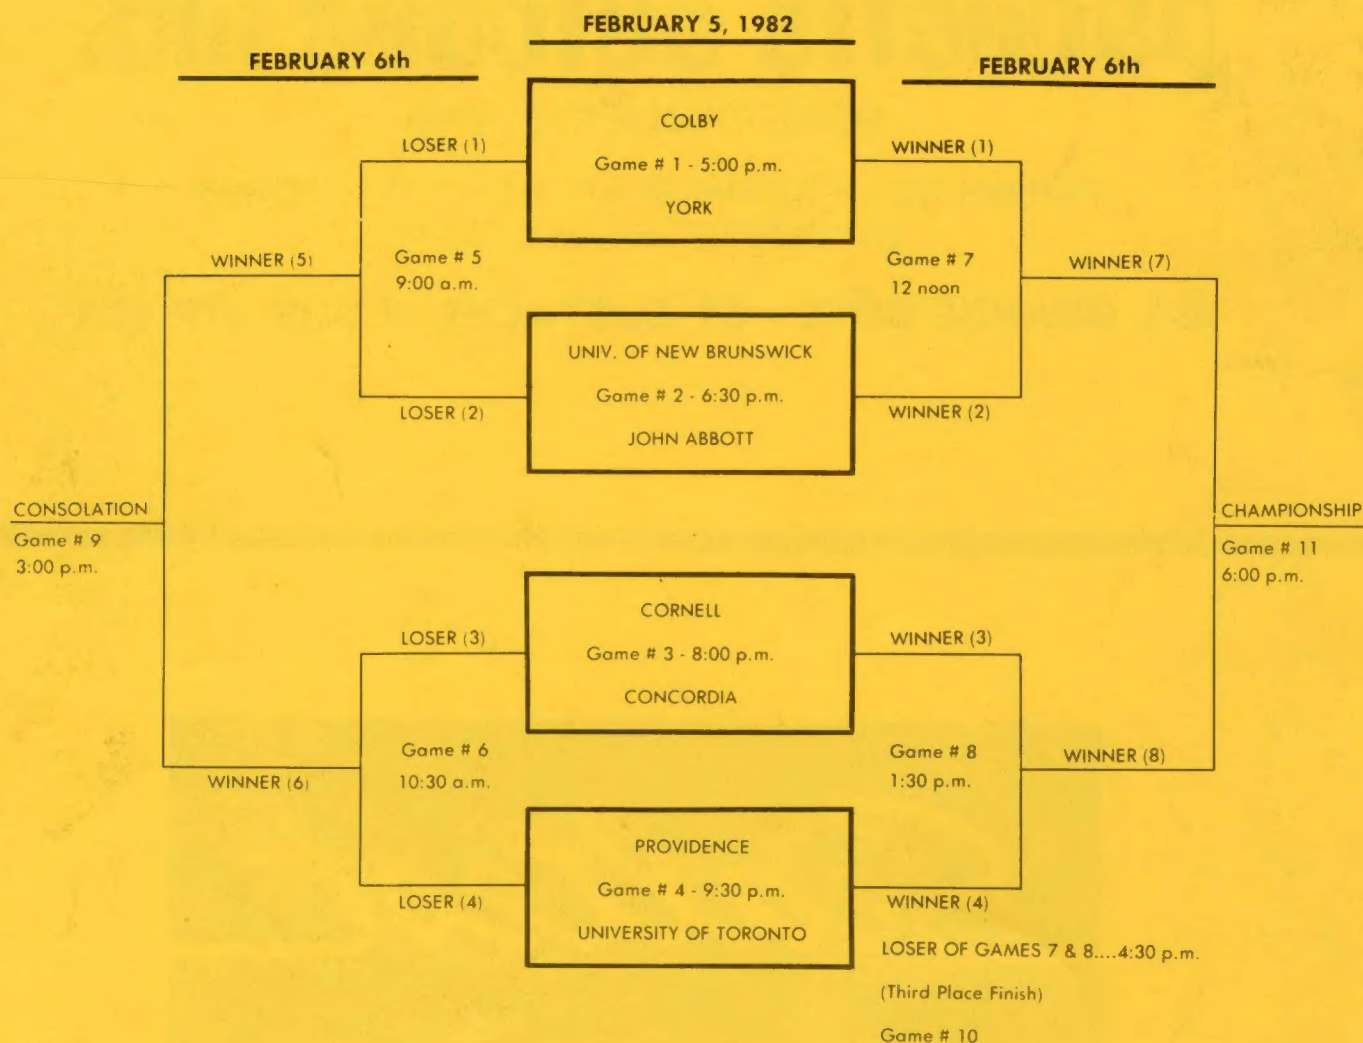 FEBRUARY 5, 1982
FEBRUARY 6th
FEBRUARY 6th
COLBY
Game # 1 - 5:00 p.m.
YORK
LOSER (1)
WINNER (1)
Game # 5
9:00 a.m.
WINNER (5)
Game # 7
12 noon
WINNER (7)
UNIV. OF NEW BRUNSWICK
Game # 2 - 6:30 p.m.
JOHN ABBOTT
LOSER (2)
WINNER (2)
CONSOLATION
Game # 9
3:00 p.m.
CHAMPIONSHIP
Game # 11
6:00 p.m.
CORNELL
Game # 3 - 8:00 p.m.
CONCORDIA
LOSER (3)
WINNER (3)
Game # 6
10:30 a.m.
WINNER (6)
Game # 8
1:30 p.m.
WINNER (8)
PROVIDENCE
Game # 4 - 9:30 p.m.
UNIVERSITY OF TORONTO
LOSER (4)
WINNER (4)
LOSER OF GAMES 7 & 8....4:30 p.m.
(Third Place Finish)
Game # 10